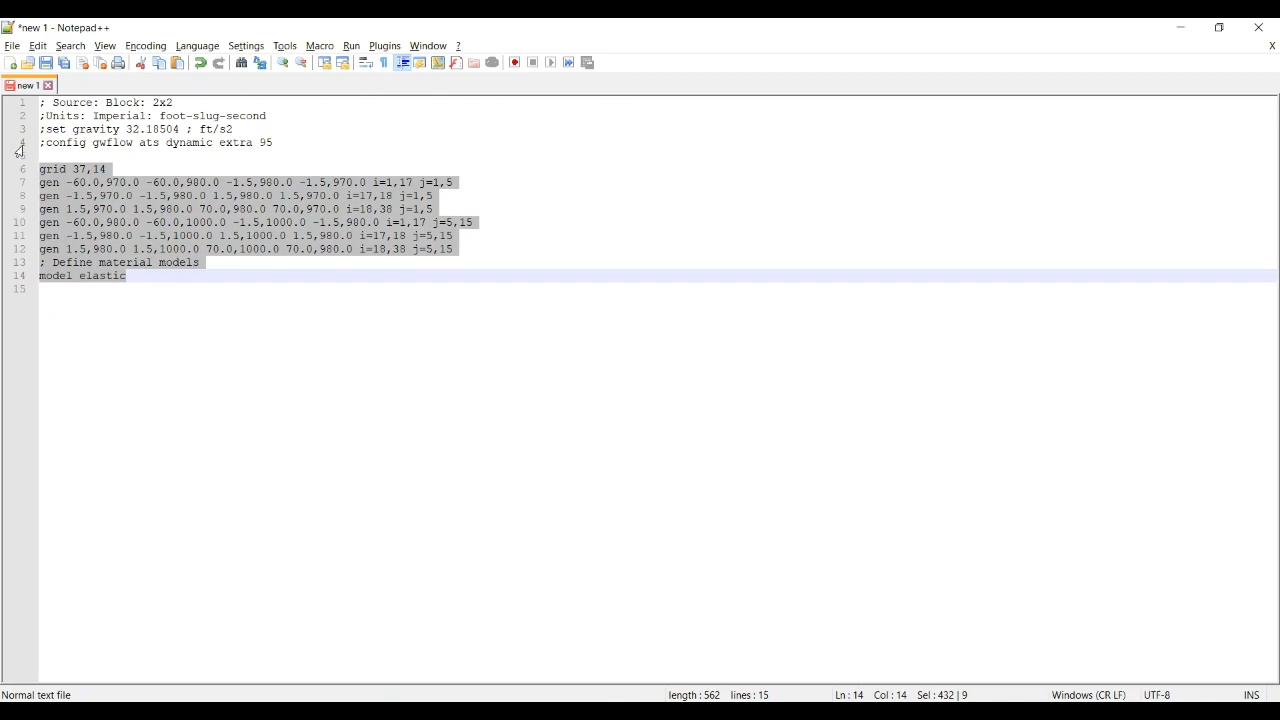 *new 1 - Notepad++
File Edit Search View Encoding Language Settings Tools Macro Run Plugins Window ? X
new 1
1 ; Source: Block: 2x2
2 ;Units: Imperial: foot-slug-second
3 ;set gravity 32.18504 ; ft/s2
4 ;config gwflow ats dynamic extra 95
5
6 grid 37,14
7 gen -60.0,970.0 -60.0,980.0 -1.5,980.0 -1.5,970.0 i=1,17 j=1,5
8 gen -1.5,970.0 -1.5,980.0 1.5,980.0 1.5,970.0 i=17,18 j=1,5
9 gen 1.5,970.0 1.5,980.0 70.0,980.0 70.0,970.0 i=18,38 j=1,5
10 gen -60.0,980.0 -60.0,1000.0 -1.5,1000.0 -1.5,980.0 i=1,17 j=5,15
11 gen -1.5,980.0 -1.5,1000.0 1.5,1000.0 1.5,980.0 i=17,18 j=5,15
12 gen 1.5,980.0 1.5,1000.0 70.0,1000.0 70.0,980.0 i=18,38 j=5,15
13 ; Define material models
14 model elastic
15
Normal text file length : 562 lines : 15 Ln : 14 Col : 14 Sel : 432 | 9 Windows (CR LF) UTF-8 INS